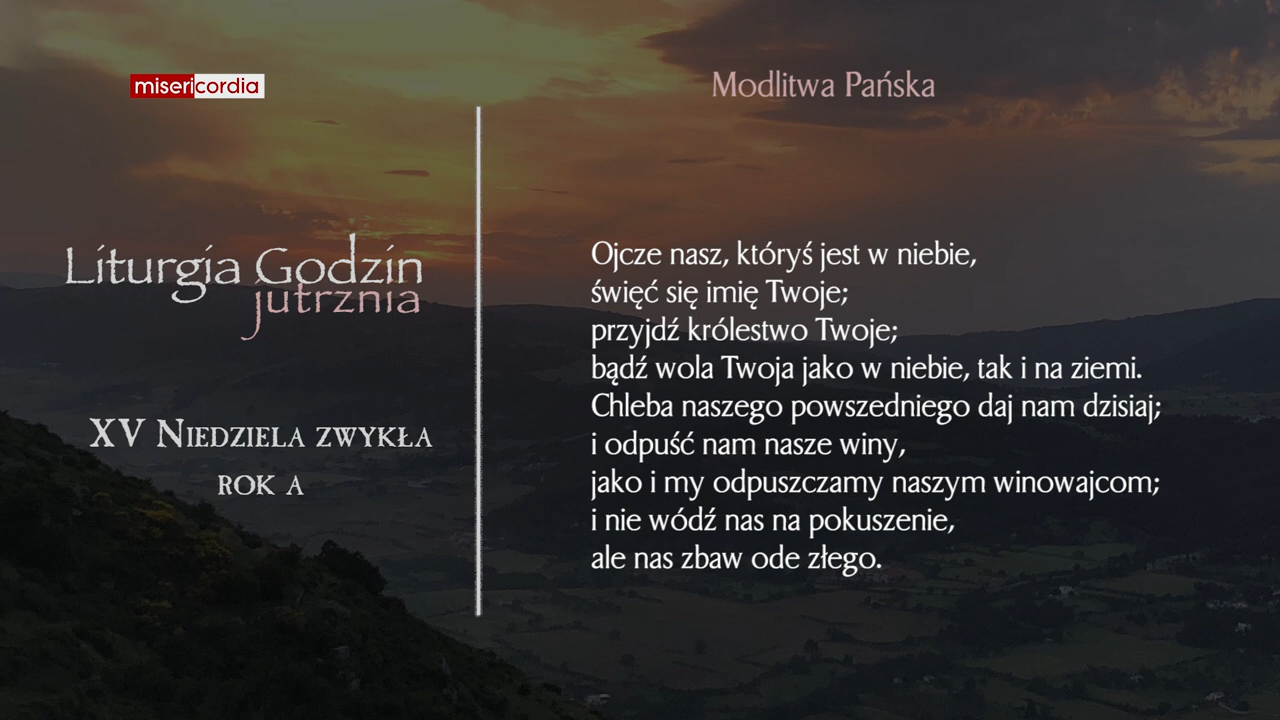 misericordia
Modlitwa Pańska
Liturgia Godzin
jutrznia
XV Niedziela zwykła
rok A
Ojcze nasz, któryś jest w niebie,
święć się imię Twoje;
przyjdź królestwo Twoje;
bądź wola Twoja jako w niebie, tak i na ziemi.
Chleba naszego powszedniego daj nam dzisiaj;
i odpuść nam nasze winy,
jako i my odpuszczamy naszym winowajcom;
i nie wódź nas na pokuszenie,
ale nas zbaw ode złego.